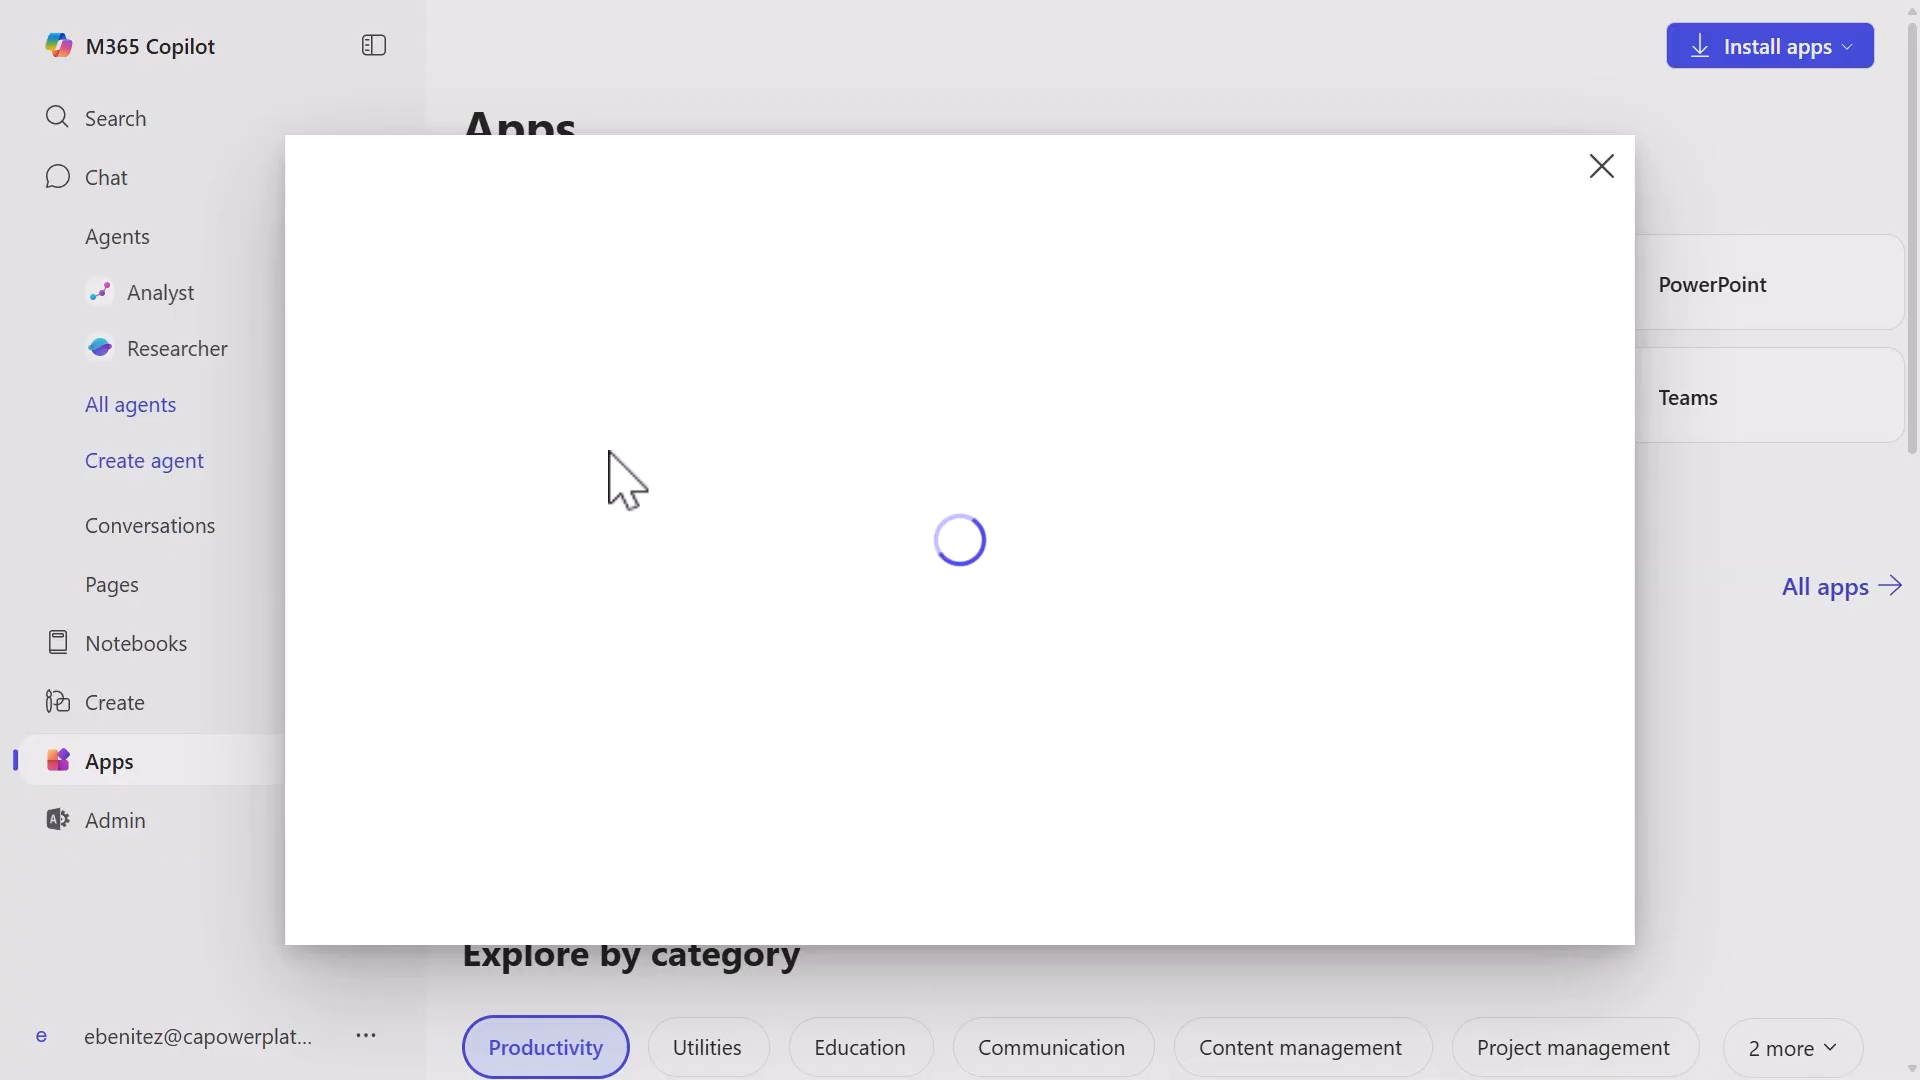 M365 Copilot
Install apps
Search
Apps
Chat
Agents
PowerPoint
Analyst
Researcher
Teams
All agents
Create agent
Conversations
Pages
All apps
Notebooks
Create
Apps
Admin
Explore by category
e
ebenitez@capowerplat...
Productivity
Utilities
Education
Communication
Content management
Project management
2 more